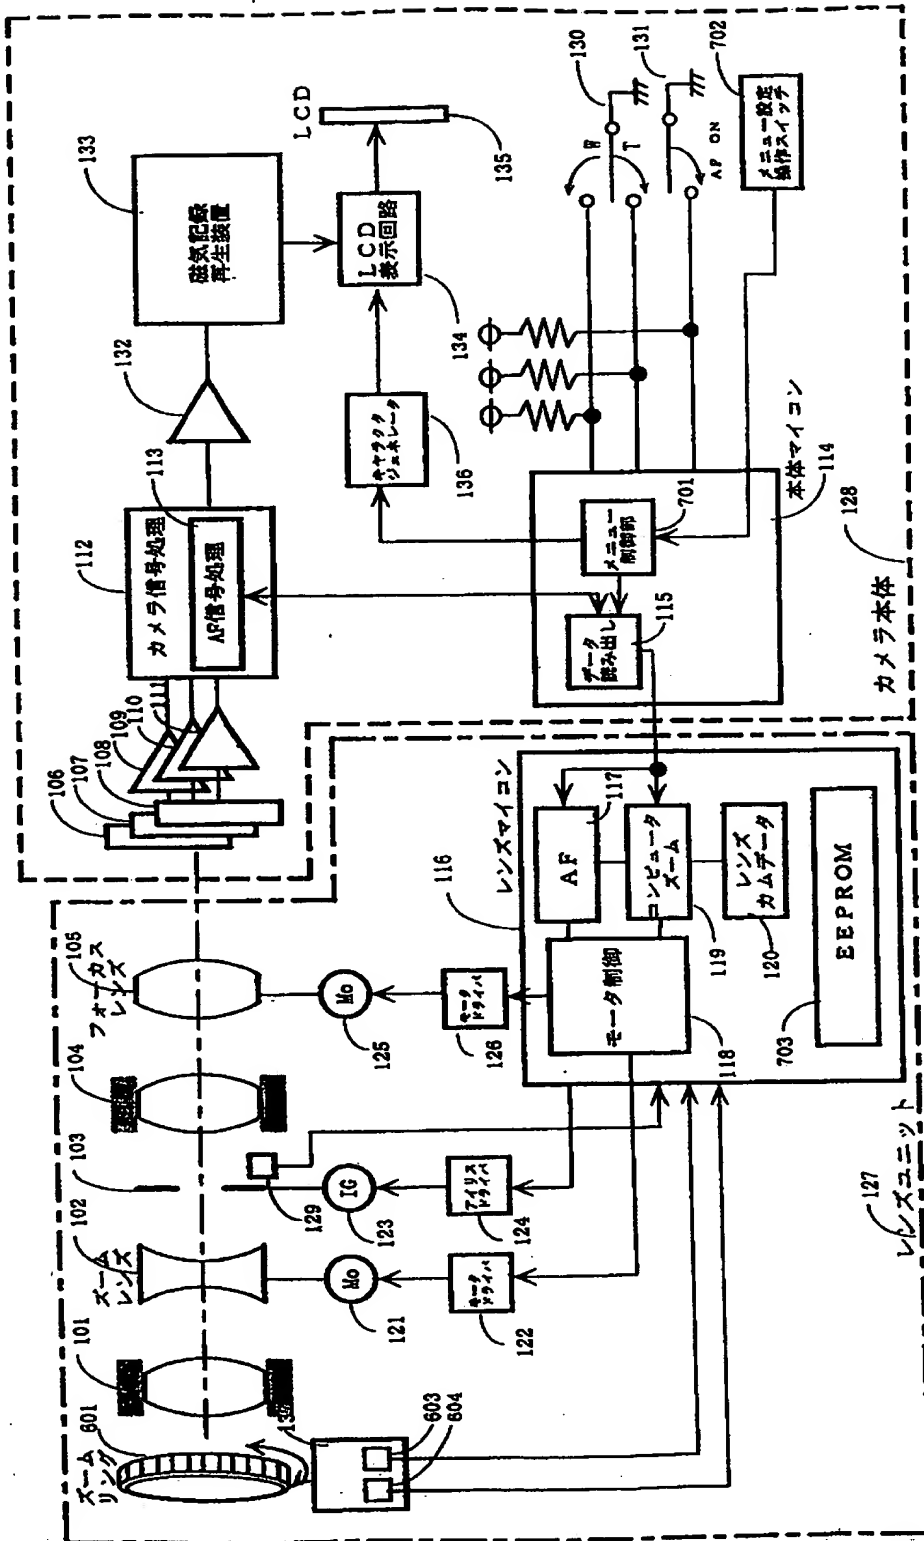 133
磁気記録
再生装置
132
112
カメラ信号処理
113
AF信号処理
106
107
108
109
110
111
LCD
135
LCD
表示回路
134
キャラクタ
ジェネレータ
136
130
131
702
W
T
AF ON
メニュー設定
操作スイッチ
本体マイコン
114
701
メニュー
制御部
115
データ
読み出し
128
カメラ本体
ズーム
リング
601
101
ズーム
レンズ
102
103
104
フォーカス
レンズ
105
603
604
Mo
121
モータ
ドライバ
122
129
IG
123
アイリス
ドライバ
124
Mo
125
モータ
ドライバ
126
レンズマイコン
116
AF
117
コンピュータ
ズーム
119
モータ制御
118
レンズ
カムデータ
120
EEPROM
703
127
レンズユニット